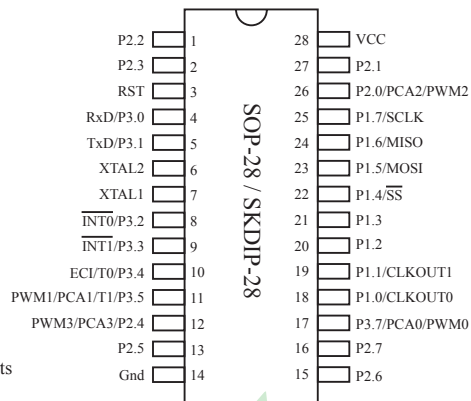 P2.2 1 28 VCC
P2.3 2 27 P2.1
RST 3 26 P2.0/PCA2/PWM2
RxD/P3.0 4 25 P1.7/SCLK
TxD/P3.1 5 24 P1.6/MISO
XTAL2 6 23 P1.5/MOSI
XTAL1 7 22 P1.4/SS
INT0/P3.2 8 21 P1.3
INT1/P3.3 9 20 P1.2
ECI/T0/P3.4 10 19 P1.1/CLKOUT1
PWM1/PCA1/T1/P3.5 11 18 P1.0/CLKOUT0
PWM3/PCA3/P2.4 12 17 P3.7/PCA0/PWM0
P2.5 13 16 P2.7
Gnd 14 15 P2.6
SOP-28 / SKDIP-28
ts